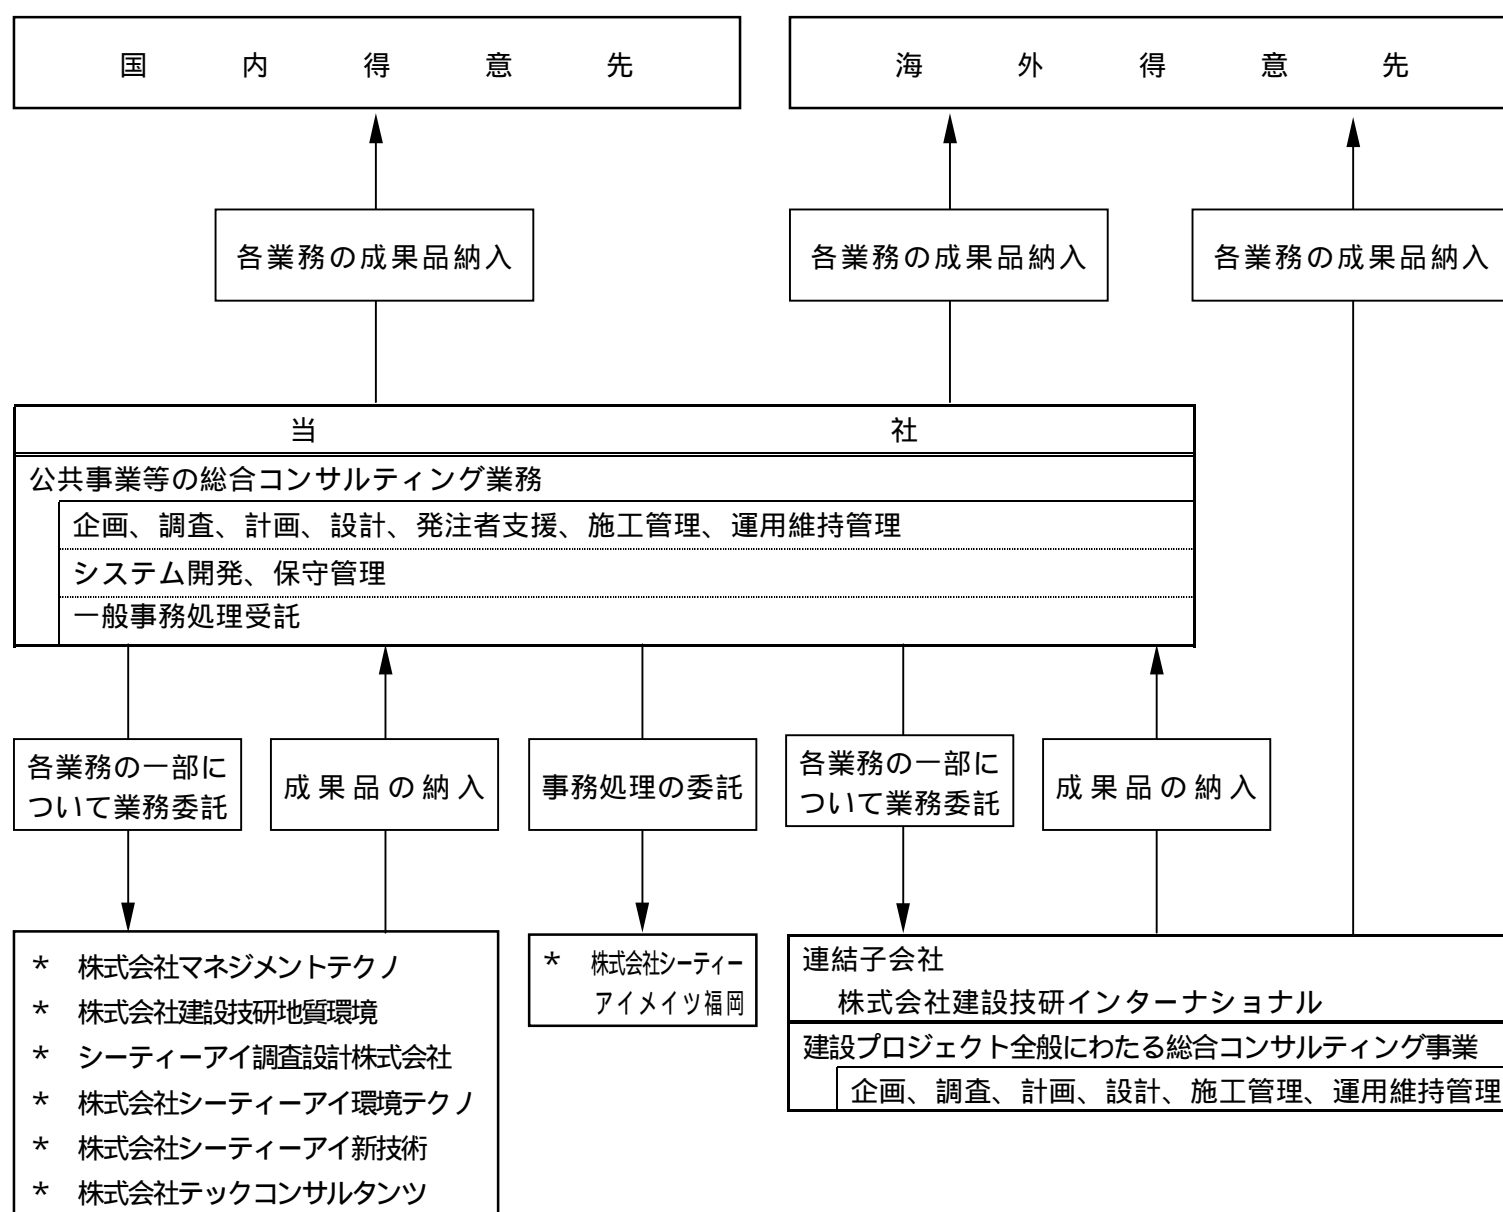 国内得意先
海外得意先
各業務の成果品納入
各業務の成果品納入
各業務の成果品納入
当社
公共事業等の総合コンサルティング業務
企画、調査、計画、設計、発注者支援、施工管理、運用維持管理
システム開発、保守管理
一般事務処理受託
各業務の一部に
ついて業務委託
成果品の納入
事務処理の委託
各業務の一部に
ついて業務委託
成果品の納入
* 株式会社マネジメントテクノ
* 株式会社建設技研地質環境
* シーティーアイ調査設計株式会社
* 株式会社シーティーアイ環境テクノ
* 株式会社シーティーアイ新技術
* 株式会社テックコンサルタンツ
* 株式会社シーティー
アイメイツ福岡
連結子会社
株式会社建設技研インターナショナル
建設プロジェクト全般にわたる総合コンサルティング事業
企画、調査、計画、設計、施工管理、運用維持管理